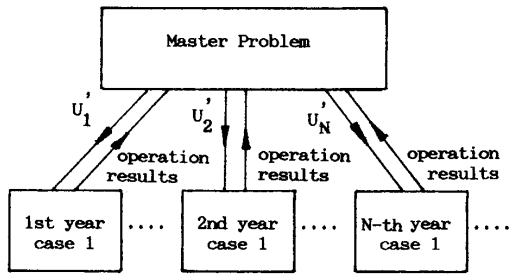 Master Problem
U'1
U'2
U'N
operation
results
operation
results
operation
results
1st year
case 1
....
2nd year
case 1
....
N-th year
case 1
....